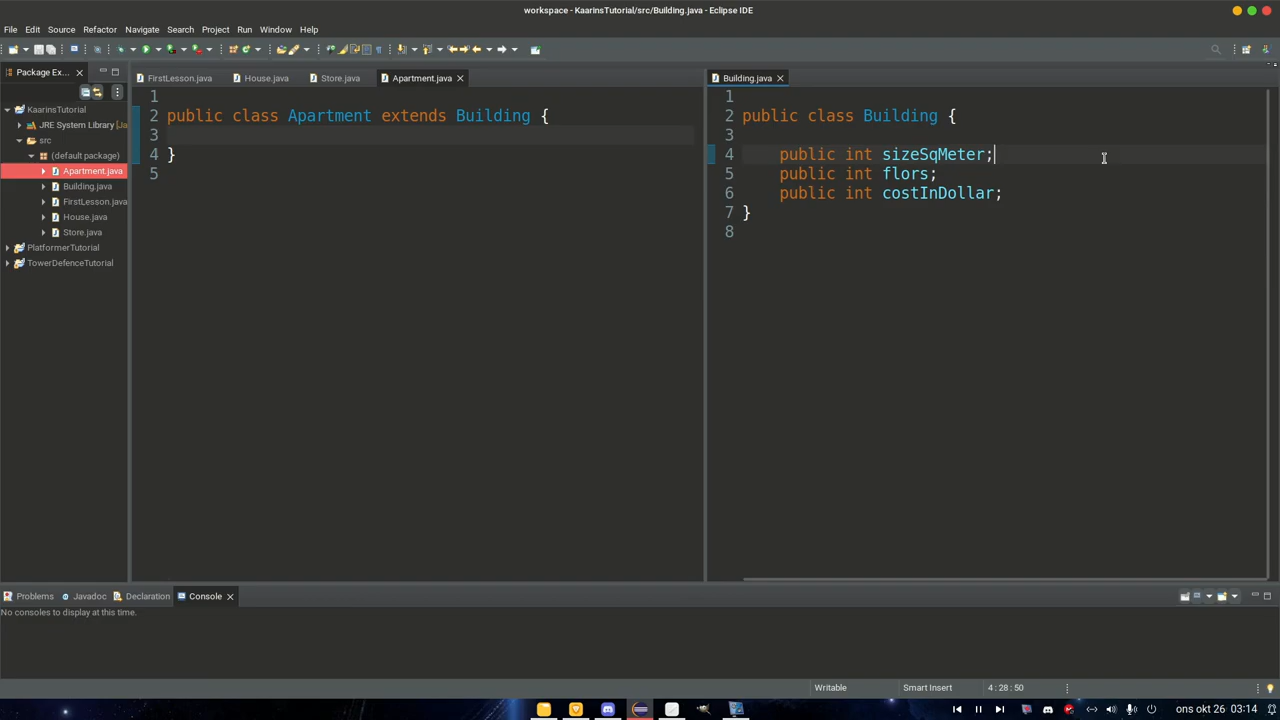 workspace - KaarinsTutorial/src/Building.java - Eclipse IDE
File Edit Source Refactor Navigate Search Project Run Window Help
Package Ex...
FirstLesson.java House.java Store.java Apartment.java
Building.java
KaarinsTutorial
JRE System Library [Ja
src
(default package)
Apartment.java
Building.java
FirstLesson.java
House.java
Store.java
PlatformerTutorial
TowerDefenceTutorial
1
2 public class Apartment extends Building {
3
4 }
5
1
2 public class Building {
3
4 public int sizeSqMeter;
5 public int flors;
6 public int costInDollar;
7 }
8
Problems Javadoc Declaration Console
No consoles to display at this time.
Writable Smart Insert 4 : 28 : 50
ons okt 26 03:14